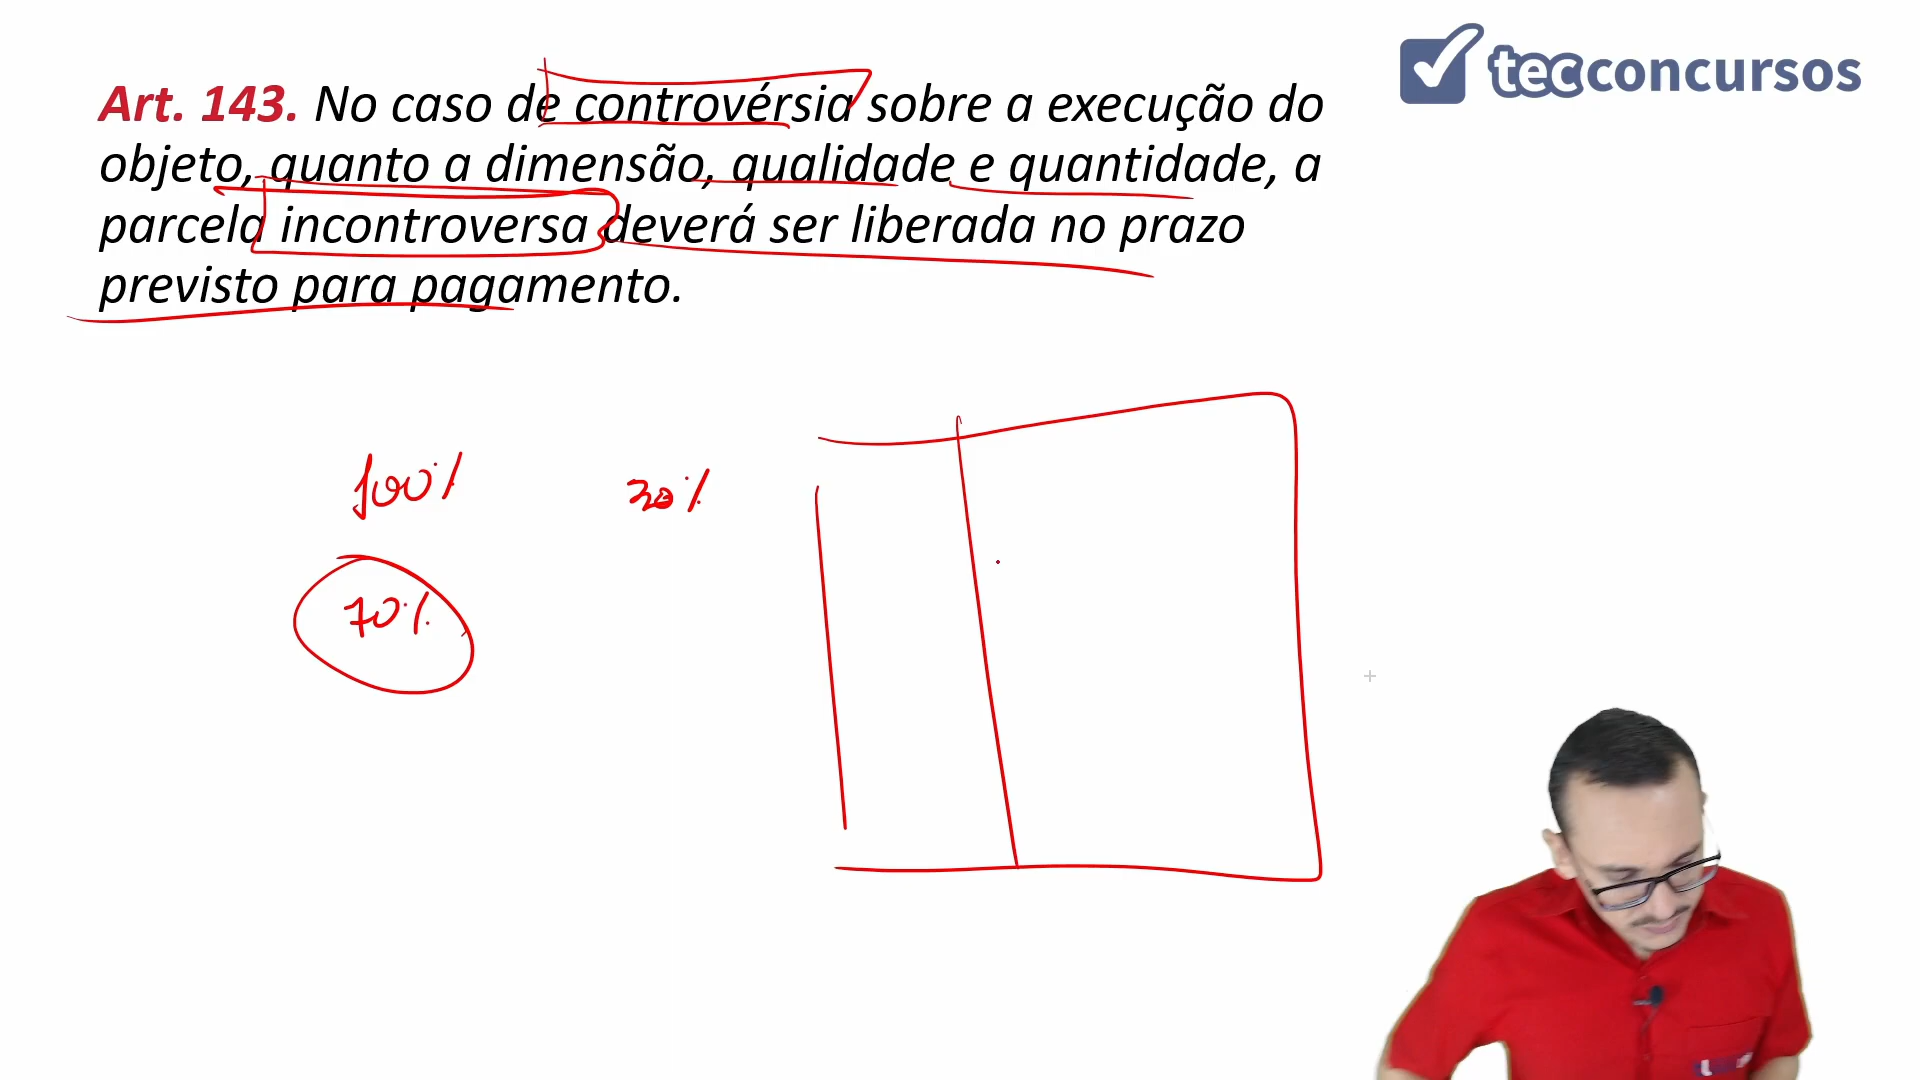 tecconcursos
Art. 143. No caso de controvérsia sobre a execução do
objeto, quanto a dimensão, qualidade e quantidade, a
parcela incontroversa deverá ser liberada no prazo
previsto para pagamento.
100%
30%
70%